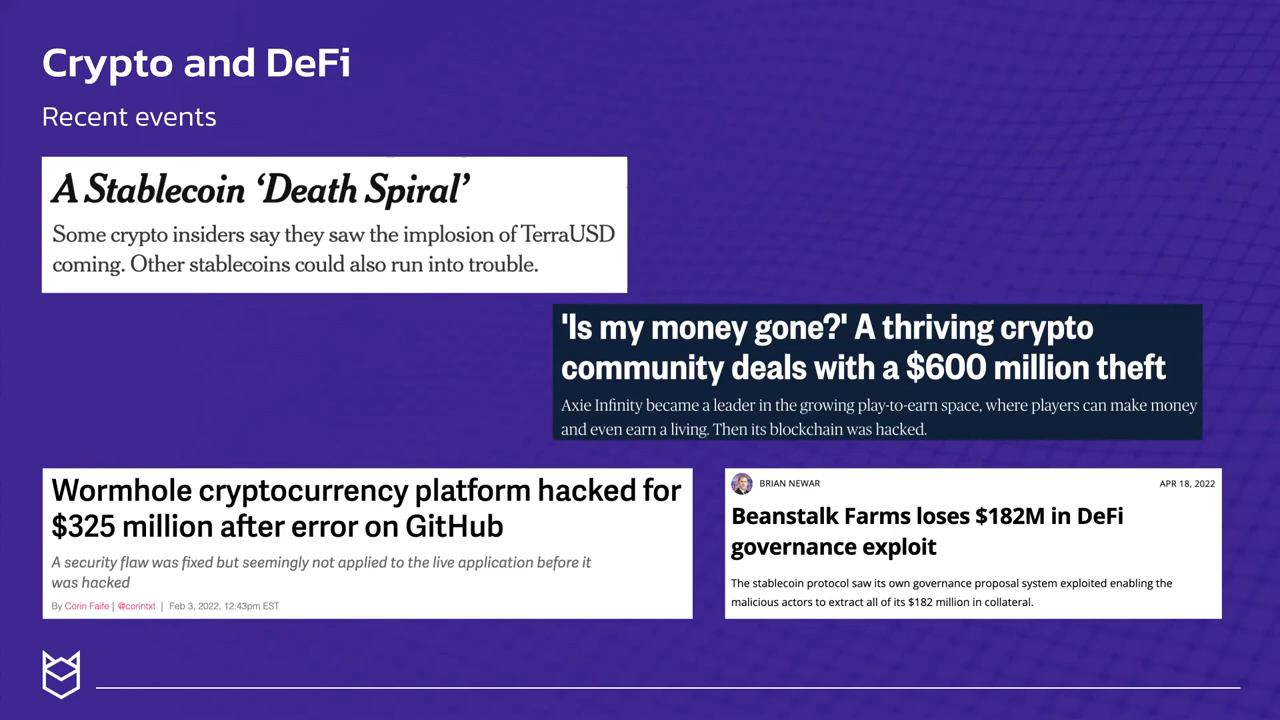 Crypto and DeFi
Recent events
A Stablecoin ‘Death Spiral’
Some crypto insiders say they saw the implosion of TerraUSD
coming. Other stablecoins could also run into trouble.
'Is my money gone?' A thriving crypto
community deals with a $600 million theft
Axie Infinity became a leader in the growing play-to-earn space, where players can make money
and even earn a living. Then its blockchain was hacked.
Wormhole cryptocurrency platform hacked for
$325 million after error on GitHub
A security flaw was fixed but seemingly not applied to the live application before it
was hacked
By Corin Faife | @corintxt | Feb 3, 2022, 12:43pm EST
BRIAN NEWAR APR 18, 2022
Beanstalk Farms loses $182M in DeFi
governance exploit
The stablecoin protocol saw its own governance proposal system exploited enabling the
malicious actors to extract all of its $182 million in collateral.